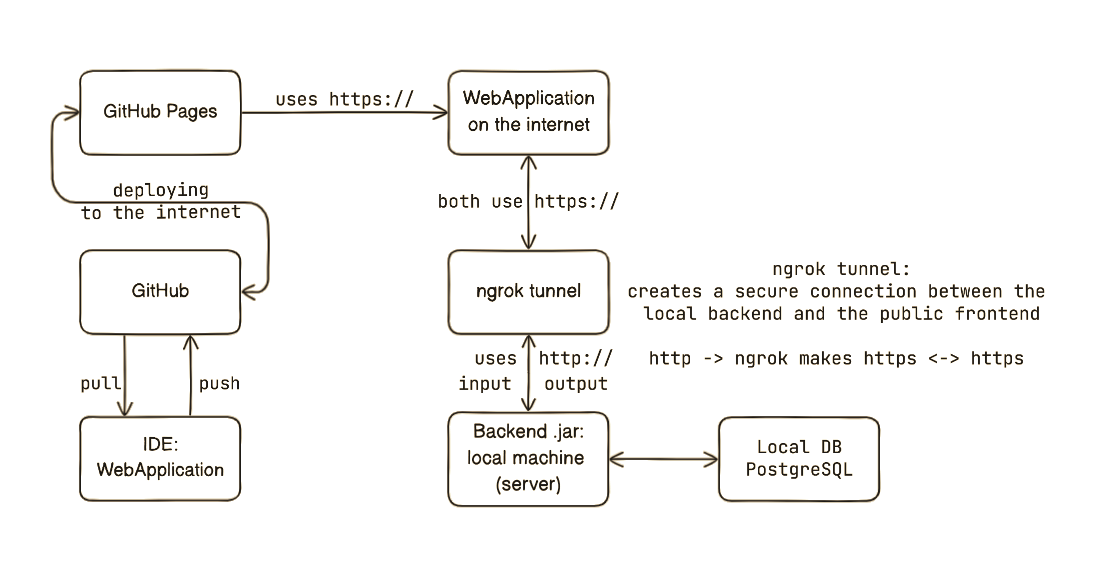 GitHub Pages
uses https://
WebApplication
on the internet
deploying
to the internet
both use https://
GitHub
ngrok tunnel
ngrok tunnel:
creates a secure connection between the
local backend and the public frontend
http -> ngrok makes https <-> https
uses http://
input output
pull
push
IDE:
WebApplication
Backend .jar:
local machine
(server)
Local DB
PostgreSQL